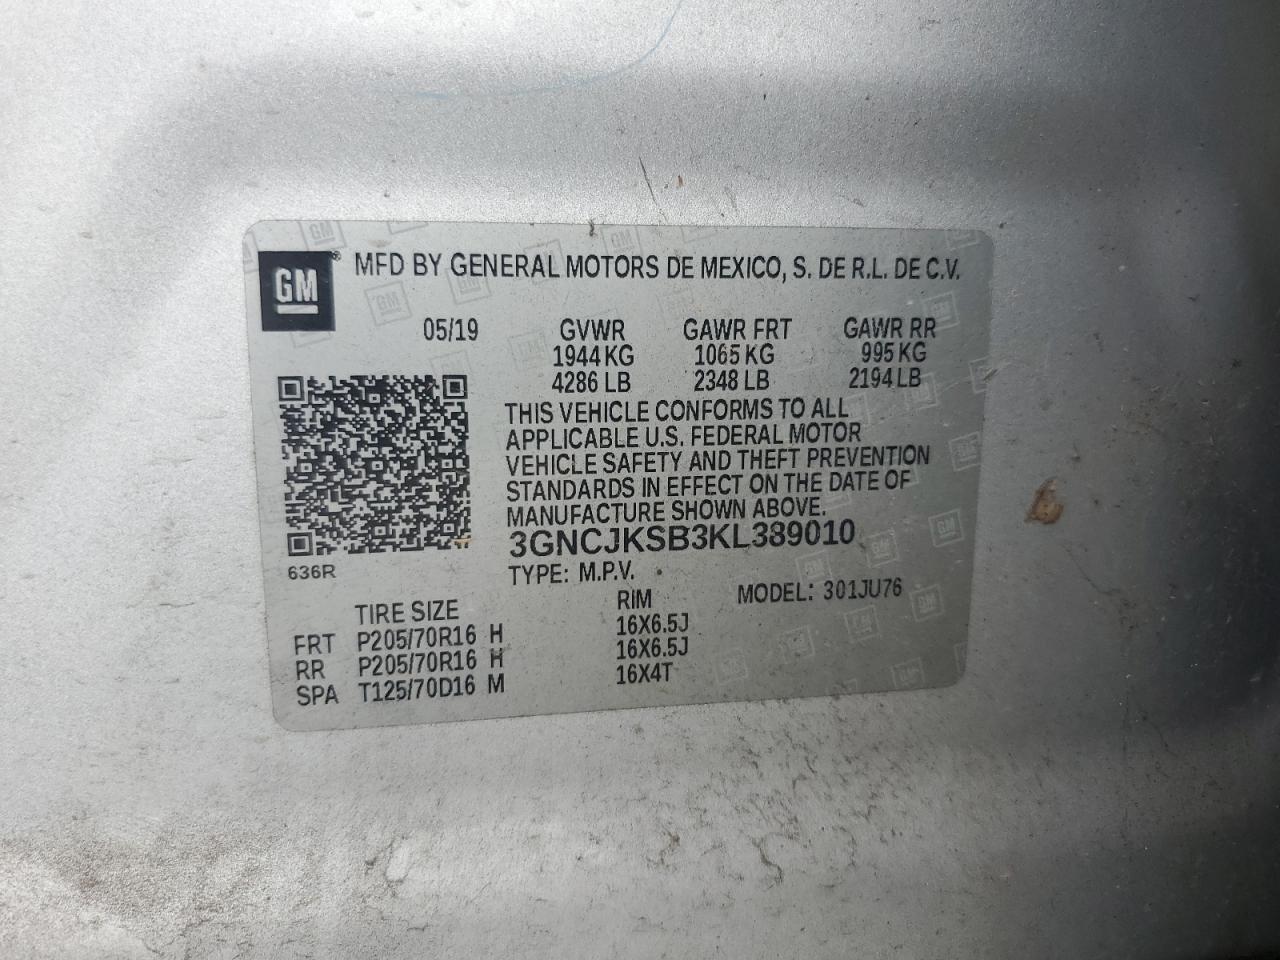 GM ® MFD BY GENERAL MOTORS DE MEXICO, S. DE R.L. DE C.V.
05/19 GVWR GAWR FRT GAWR RR
1944 KG 1065 KG 995 KG
4286 LB 2348 LB 2194 LB
THIS VEHICLE CONFORMS TO ALL
APPLICABLE U.S. FEDERAL MOTOR
VEHICLE SAFETY AND THEFT PREVENTION
STANDARDS IN EFFECT ON THE DATE OF
MANUFACTURE SHOWN ABOVE.
3GNCJKSB3KL389010
636R
TYPE: M.P.V. MODEL: 301JU76
TIRE SIZE RIM
FRT P205/70R16 H 16X6.5J
RR P205/70R16 H 16X6.5J
SPA T125/70D16 M 16X4T